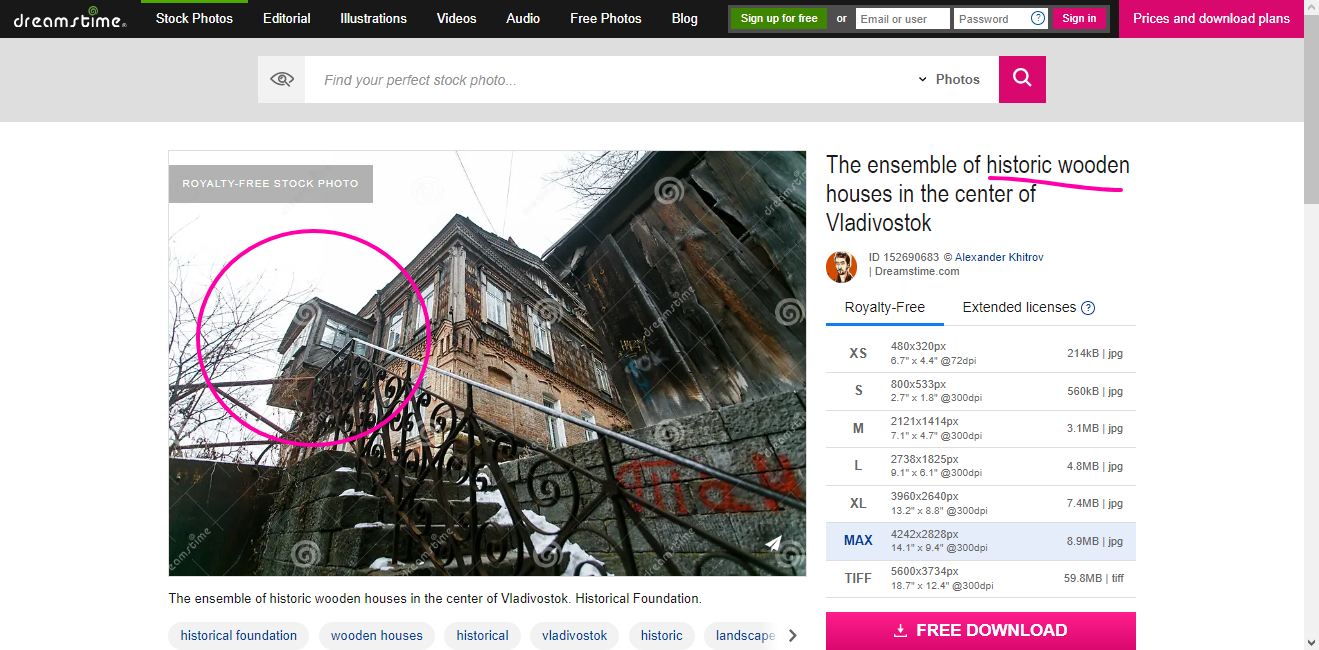 dreamstime
Stock Photos
Editorial
Illustrations
Videos
Audio
Free Photos
Blog
Sign up for free
or
Email or user
Password
?
Sign in
Prices and download plans
Find your perfect stock photo...
Photos
ROYALTY-FREE STOCK PHOTO
dreamstime
dreamstime
dreamstime
The ensemble of historic wooden
houses in the center of
Vladivostok
ID 152690683 © Alexander Khitrov
| Dreamstime.com
Royalty-Free
Extended licenses ?
XS
480x320px
6.7" x 4.4" @72dpi
214kB | jpg
S
800x533px
2.7" x 1.8" @300dpi
560kB | jpg
M
2121x1414px
7.1" x 4.7" @300dpi
3.1MB | jpg
L
2738x1825px
9.1" x 6.1" @300dpi
4.8MB | jpg
XL
3960x2640px
13.2" x 8.8" @300dpi
7.4MB | jpg
MAX
4242x2828px
14.1" x 9.4" @300dpi
8.9MB | jpg
TIFF
5600x3734px
18.7" x 12.4" @300dpi
59.8MB | tiff
FREE DOWNLOAD
The ensemble of historic wooden houses in the center of Vladivostok. Historical Foundation.
historical foundation
wooden houses
historical
vladivostok
historic
landscape